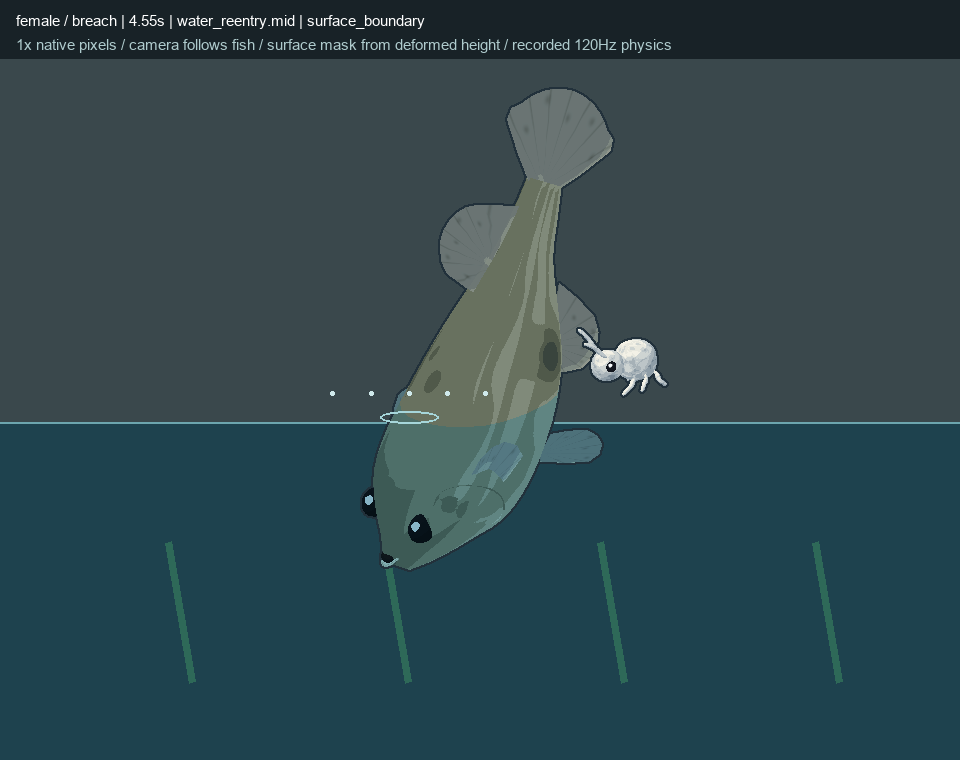 female / breach | 4.55s | water_reentry.mid | surface_boundary
1x native pixels / camera follows fish / surface mask from deformed height / recorded 120Hz physics